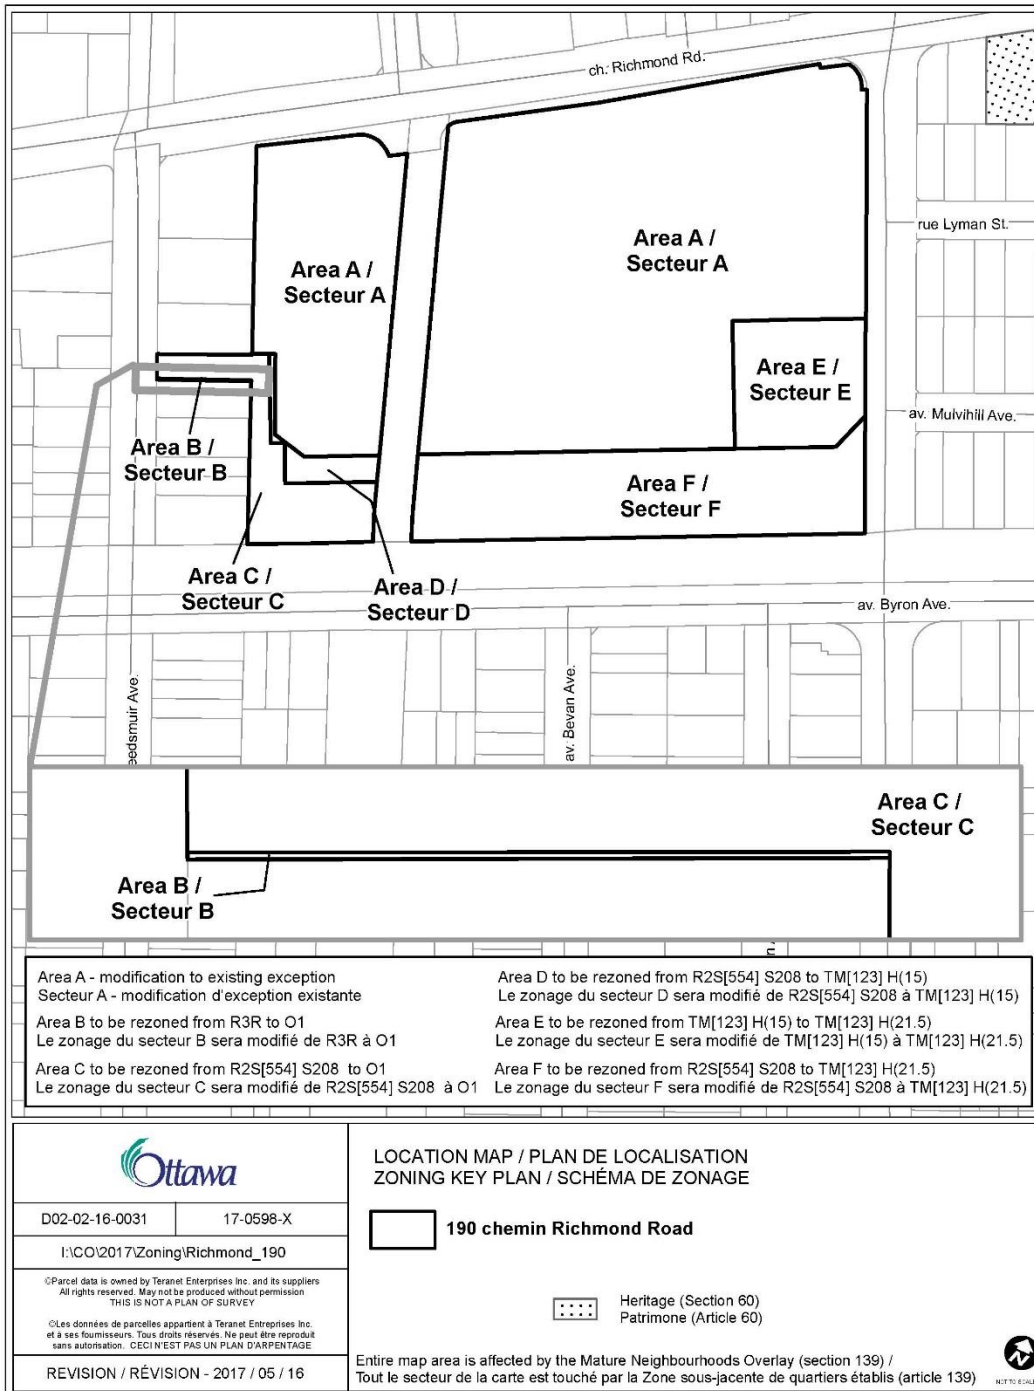 ch. Richmond Rd.
rue Lyman St.
Area A /
Secteur A
Area A /
Secteur A
Area E /
Secteur E
av. Mulvihill Ave.
Area B /
Secteur B
Area F /
Secteur F
Area C /
Secteur C
Area D /
Secteur D
av. Byron Ave.
eedsmuir Ave.
av. Bevan Ave.
Area C /
Secteur C
Area B /
Secteur B
Area A - modification to existing exception
Secteur A - modification d'exception existante
Area B to be rezoned from R3R to O1
Le zonage du secteur B sera modifié de R3R à O1
Area C to be rezoned from R2S[554] S208 to O1
Le zonage du secteur C sera modifié de R2S[554] S208 à O1
Area D to be rezoned from R2S[554] S208 to TM[123] H(15)
Le zonage du secteur D sera modifié de R2S[554] S208 à TM[123] H(15)
Area E to be rezoned from TM[123] H(15) to TM[123] H(21.5)
Le zonage du secteur E sera modifié de TM[123] H(15) à TM[123] H(21.5)
Area F to be rezoned from R2S[554] S208 to TM[123] H(21.5)
Le zonage du secteur F sera modifié de R2S[554] S208 à TM[123] H(21.5)
Ottawa
D02-02-16-0031 17-0598-X
I:\CO\2017\Zoning\Richmond_190
©Parcel data is owned by Teranet Enterprises Inc. and its suppliers
All rights reserved. May not be produced without permission
THIS IS NOT A PLAN OF SURVEY
©Les données de parcelles appartient à Teranet Enterprises Inc.
et à ses fournisseurs. Tous droits réservés. Ne peut être reproduit
sans autorisation. CECI N'EST PAS UN PLAN D'ARPENTAGE
REVISION / RÉVISION - 2017 / 05 / 16
LOCATION MAP / PLAN DE LOCALISATION
ZONING KEY PLAN / SCHÉMA DE ZONAGE
190 chemin Richmond Road
Heritage (Section 60)
Patrimone (Article 60)
Entire map area is affected by the Mature Neighbourhoods Overlay (section 139) /
Tout le secteur de la carte est touché par la Zone sous-jacente de quartiers établis (article 139)
N
NOT TO SCALE